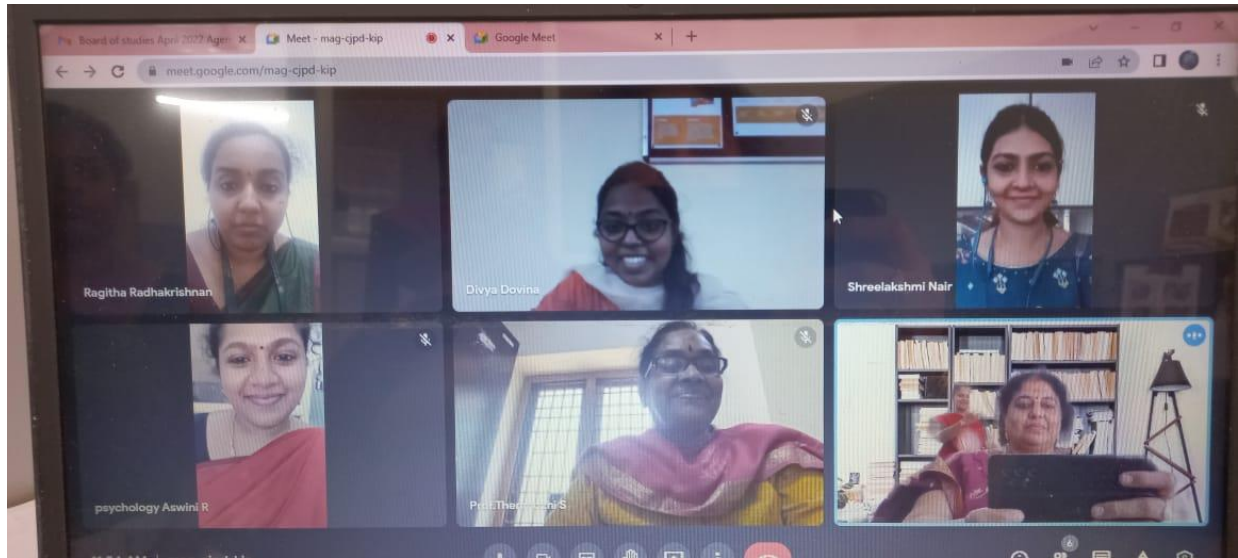 Board of studies April 2022 Agen
Meet - mag-cjpd-kip
Google Meet
meet.google.com/mag-cjpd-kip
Ragitha Radhakrishnan
Divya Dovina
Shreelakshmi Nair
psychology Aswini R
6